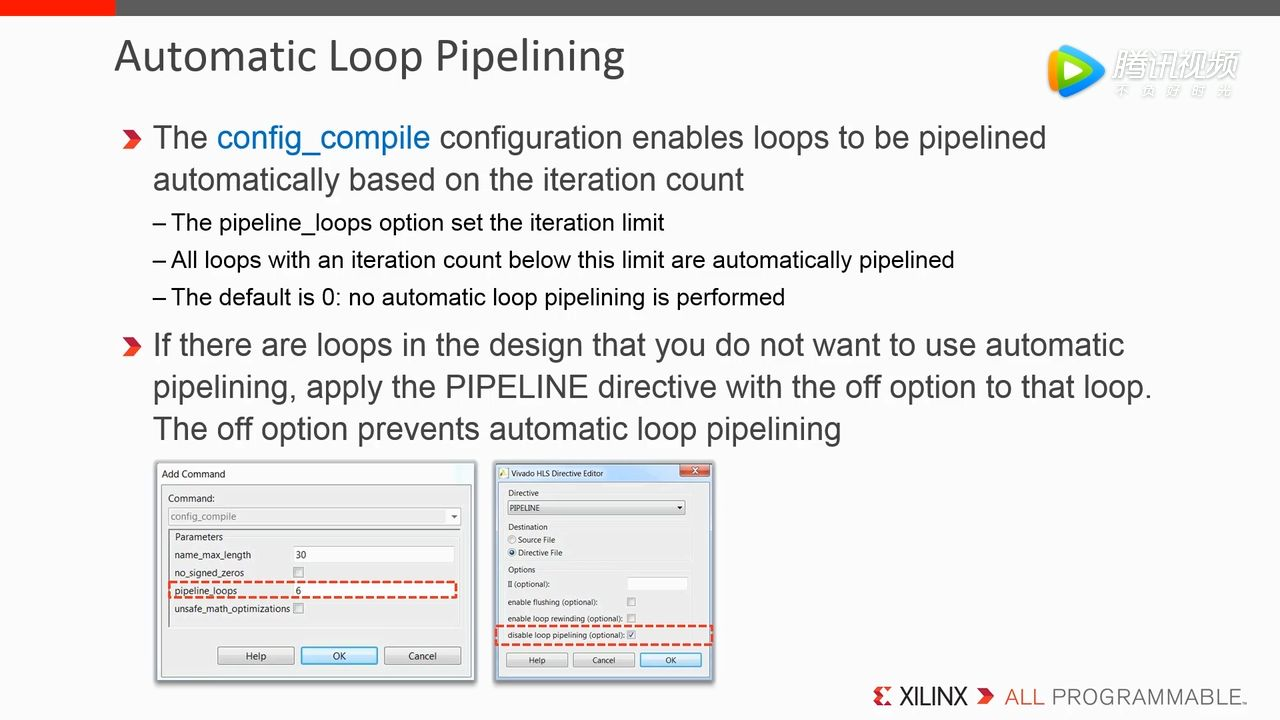 Automatic Loop Pipelining
腾讯视频
不负好时光
The config_compile configuration enables loops to be pipelined
automatically based on the iteration count
– The pipeline_loops option set the iteration limit
– All loops with an iteration count below this limit are automatically pipelined
– The default is 0: no automatic loop pipelining is performed
If there are loops in the design that you do not want to use automatic
pipelining, apply the PIPELINE directive with the off option to that loop.
The off option prevents automatic loop pipelining
Add Command
Command:
config_compile
Parameters
name_max_length 30
no_signed_zeros
pipeline_loops 6
unsafe_math_optimizations
Help OK Cancel
Vivado HLS Directive Editor
Directive
PIPELINE
Destination
Source File
Directive File
Options
II (optional):
enable flushing (optional):
enable loop rewinding (optional):
disable loop pipelining (optional):
Help Cancel OK
XILINX ALL PROGRAMMABLE™